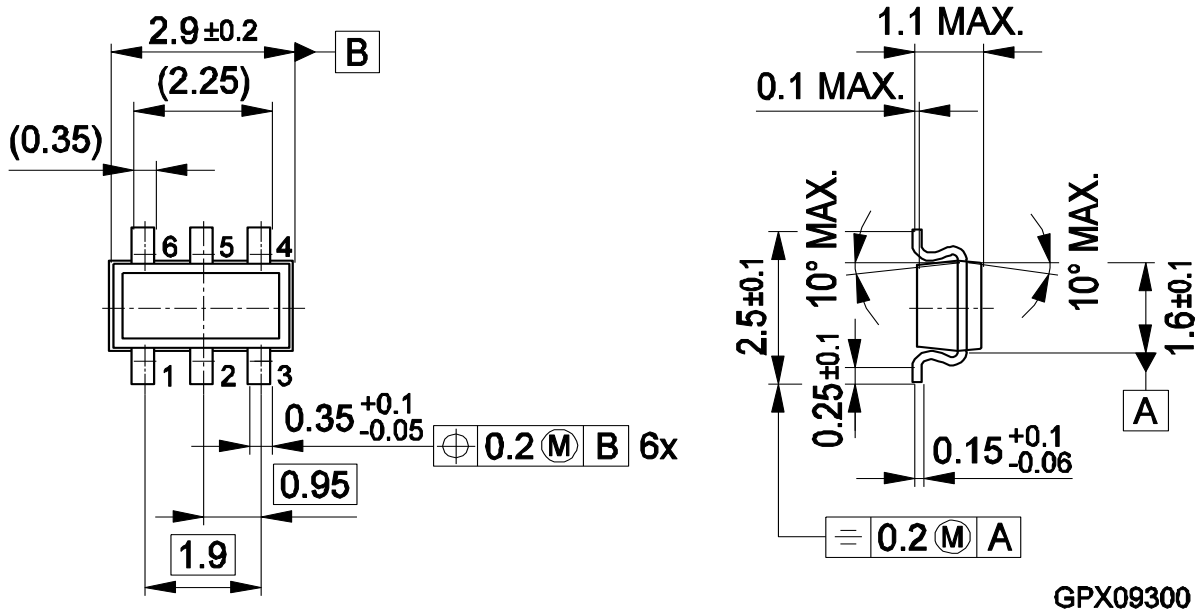 2.9 ±0.2
B
(2.25)
(0.35)
6 5 4
1 2 3
0.35 +0.1 -0.05
0.2 Ⓜ B 6x
0.95
1.9
1.1 MAX.
0.1 MAX.
10° MAX.
10° MAX.
2.5±0.1
0.25±0.1
1.6±0.1
A
0.15 +0.1 -0.06
0.2 Ⓜ A
GPX09300